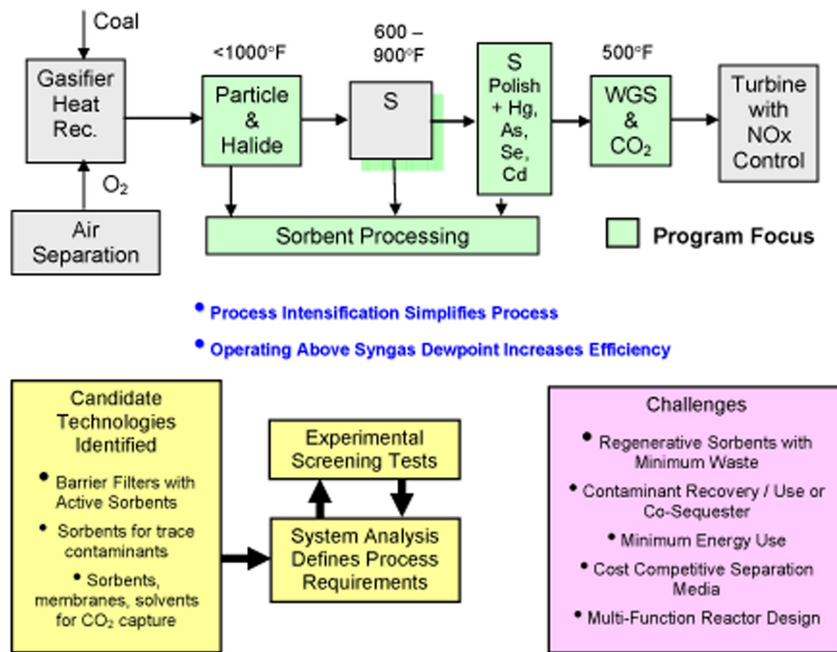 Coal
<1000°F
600 –
900°F
500°F
Gasifier
Heat
Rec.
Particle
&
Halide
S
S
Polish
+ Hg,
As,
Se,
Cd
WGS
&
CO₂
Turbine
with
NOx
Control
O₂
Air
Separation
Sorbent Processing
Program Focus
• Process Intensification Simplifies Process
• Operating Above Syngas Dewpoint Increases Efficiency
Candidate
Technologies
Identified
• Barrier Filters with
Active Sorbents
• Sorbents for trace
contaminants
• Sorbents,
membranes, solvents
for CO₂ capture
Experimental
Screening Tests
System Analysis
Defines Process
Requirements
Challenges
• Regenerative Sorbents with
Minimum Waste
• Contaminant Recovery / Use or
Co-Sequester
• Minimum Energy Use
• Cost Competitive Separation
Media
• Multi-Function Reactor Design